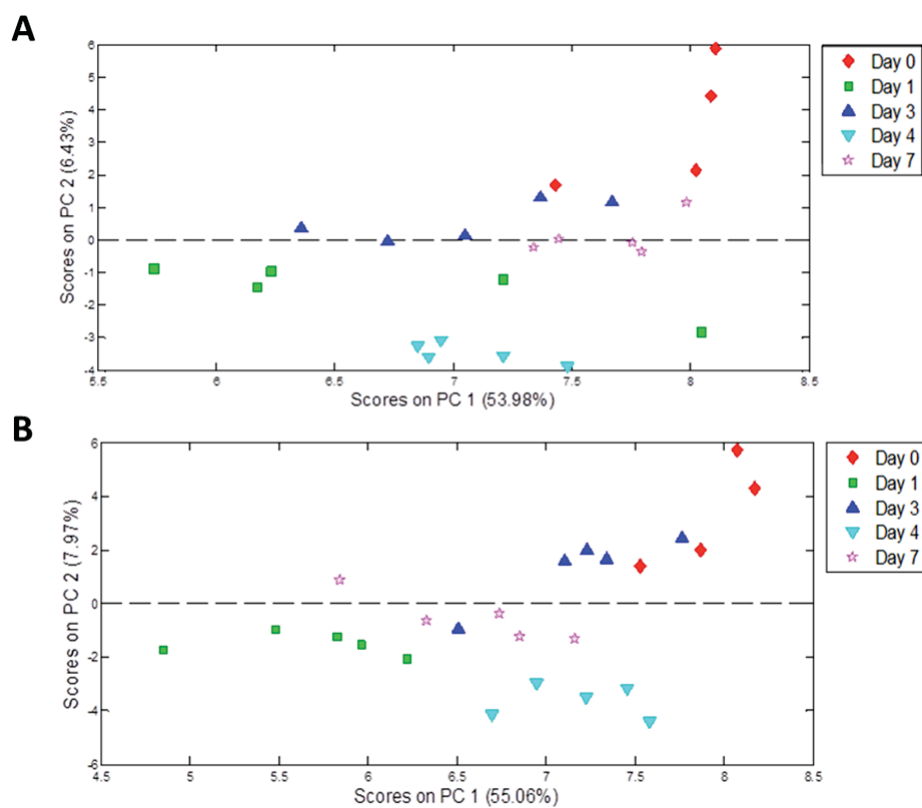 A
6
5
4
3
2
1
0
-1
-2
-3
-4
5.5 6 6.5 7 7.5 8 8.5
Scores on PC 2 (6.43%)
Scores on PC 1 (53.98%)
Day 0
Day 1
Day 3
Day 4
Day 7
B
6
4
2
0
-2
-4
-6
4.5 5 5.5 6 6.5 7 7.5 8 8.5
Scores on PC 2 (7.97%)
Scores on PC 1 (55.06%)
Day 0
Day 1
Day 3
Day 4
Day 7